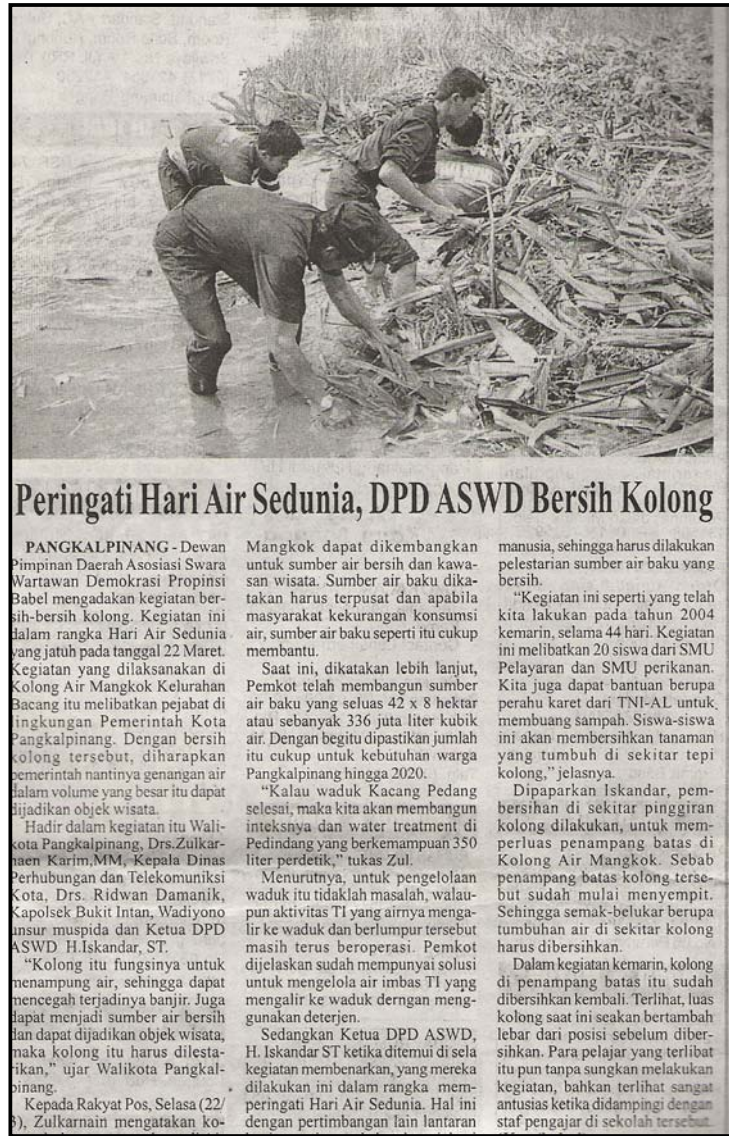 Peringati Hari Air Sedunia, DPD ASWD Bersih Kolong
PANGKALPINANG - Dewan
Pimpinan Daerah Asosiasi Swara
Wartawan Demokrasi Propinsi
Babel mengadakan kegiatan ber-
sih-bersih kolong. Kegiatan ini
dalam rangka Hari Air Sedunia
yang jatuh pada tanggal 22 Maret.
Kegiatan yang dilaksanakan di
Kolong Air Mangkok Kelurahan
Bacang itu melibatkan pejabat di
lingkungan Pemerintah Kota
Pangkalpinang. Dengan bersih
kolong tersebut, diharapkan
pemerintah nantinya genangan air
dalam volume yang besar itu dapat
dijadikan objek wisata.
Hadir dalam kegiatan itu Wali-
kota Pangkalpinang, Drs.Zulkar-
naen Karim,MM, Kepala Dinas
Perhubungan dan Telekomuniksi
Kota, Drs. Ridwan Damanik,
Kapolsek Bukit Intan, Wadiyono
unsur muspida dan Ketua DPD
ASWD H.Iskandar, ST.
"Kolong itu fungsinya untuk
menampung air, sehingga dapat
mencegah terjadinya banjir. Juga
dapat menjadi sumber air bersih
dan dapat dijadikan objek wisata,
maka kolong itu harus dilesta-
rikan," ujar Walikota Pangkal-
pinang.
Kepada Rakyat Pos, Selasa (22/
3), Zulkarnain mengatakan ko-
Mangkok dapat dikembangkan
untuk sumber air bersih dan kawa-
san wisata. Sumber air baku dika-
takan harus terpusat dan apabila
masyarakat kekurangan konsumsi
air, sumber air baku seperti itu cukup
membantu.
Saat ini, dikatakan lebih lanjut,
Pemkot telah membangun sumber
air baku yang seluas 42 x 8 hektar
atau sebanyak 336 juta liter kubik
air. Dengan begitu dipastikan jumlah
itu cukup untuk kebutuhan warga
Pangkalpinang hingga 2020.
"Kalau waduk Kacang Pedang
selesai, maka kita akan membangun
inteksnya dan water treatment di
Pedindang yang berkemampuan 350
liter perdetik," tukas Zul.
Menurutnya, untuk pengelolaan
waduk itu tidaklah masalah, walau-
pun aktivitas TI yang airnya menga-
lir ke waduk dan berlumpur tersebut
masih terus beroperasi. Pemkot
dijelaskan sudah mempunyai solusi
untuk mengelola air imbas TI yang
mengalir ke waduk derngan meng-
gunakan deterjen.
Sedangkan Ketua DPD ASWD,
H. Iskandar ST ketika ditemui di sela
kegiatan membenarkan, yang mereka
dilakukan ini dalam rangka mem-
peringati Hari Air Sedunia. Hal ini
dengan pertimbangan lain lantaran
manusia, sehingga harus dilakukan
pelestarian sumber air baku yang
bersih.
"Kegiatan ini seperti yang telah
kita lakukan pada tahun 2004
kemarin, selama 44 hari. Kegiatan
ini melibatkan 20 siswa dari SMU
Pelayaran dan SMU perikanan.
Kita juga dapat bantuan berupa
perahu karet dari TNI-AL untuk
membuang sampah. Siswa-siswa
ini akan membersihkan tanaman
yang tumbuh di sekitar tepi
kolong," jelasnya.
Dipaparkan Iskandar, pem-
bersihan di sekitar pinggiran
kolong dilakukan, untuk mem-
perluas penampang batas di
Kolong Air Mangkok. Sebab
penampang batas kolong terse-
but sudah mulai menyempit.
Sehingga semak-belukar berupa
tumbuhan air di sekitar kolong
harus dibersihkan.
Dalam kegiatan kemarin, kolong
di penampang batas itu sudah
dibersihkan kembali. Terlihat, luas
kolong saat ini seakan bertambah
lebar dari posisi sebelum diber-
sihkan. Para pelajar yang terlibat
itu pun tanpa sungkan melakukan
kegiatan, bahkan terlihat sangat
antusias ketika didampingi dengan
staf pengajar di sekolah tersebut.